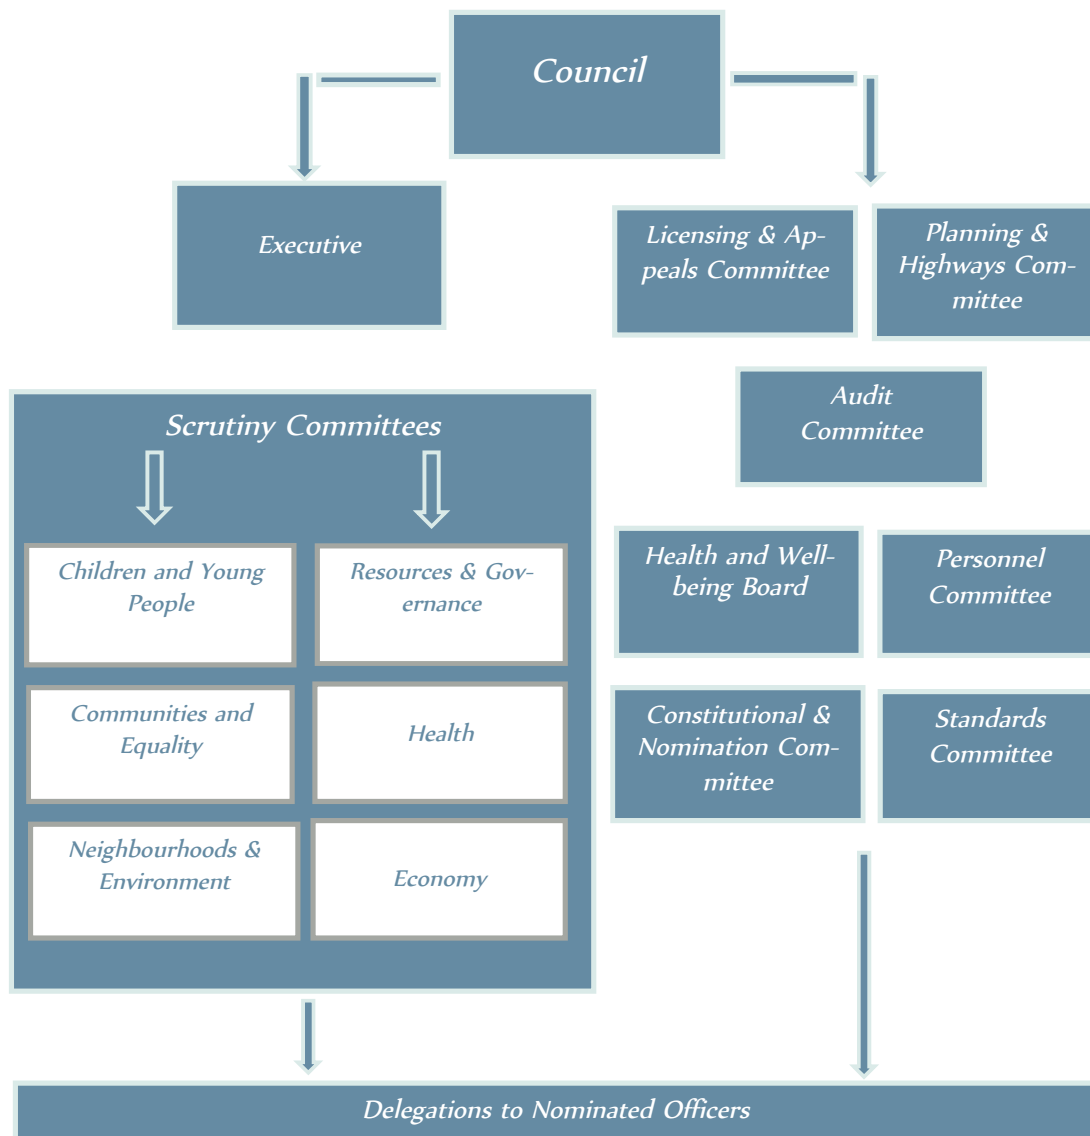 Council
Executive
Licensing & Ap-
peals Committee
Planning &
Highways Com-
mittee
Audit
Committee
Scrutiny Committees
Children and Young
People
Resources & Gov-
ernance
Communities and
Equality
Health
Neighbourhoods &
Environment
Economy
Health and Well-
being Board
Personnel
Committee
Constitutional &
Nomination Com-
mittee
Standards
Committee
Delegations to Nominated Officers